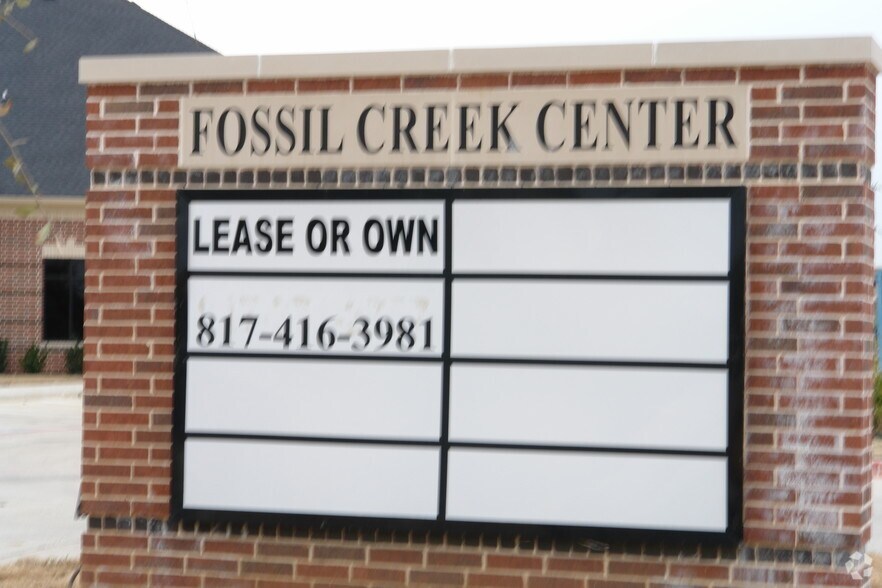 FOSSIL CREEK CENTER
LEASE OR OWN
817-416-3981